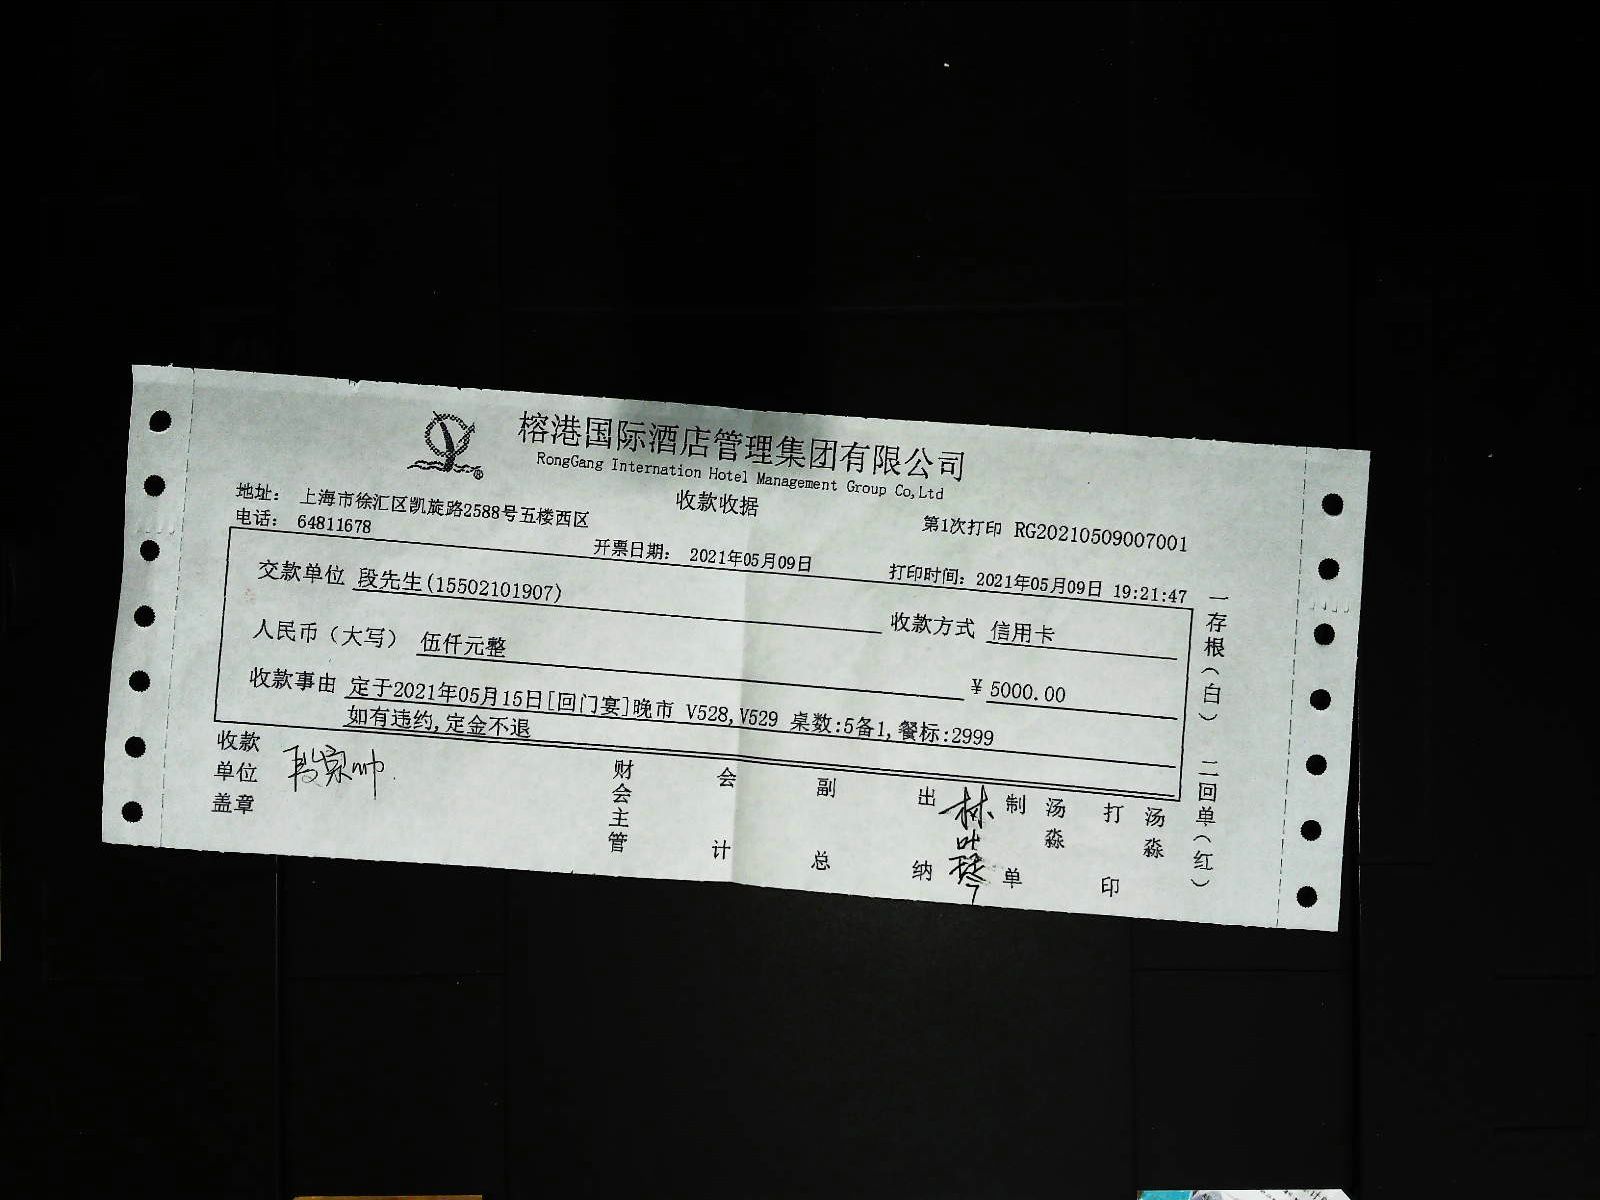 榕港国际酒店管理集团有限公司
RongGang Internation Hotel Management Group Co,Ltd
收款收据
地址： 上海市徐汇区凯旋路2588号五楼西区
第1次打印 RG20210509007001
电话： 64811678
开票日期： 2021年05月09日
打印时间：2021年05月09日 19:21:47
交款单位 段先生(15502101907)
收款方式 信用卡
人民币（大写） 伍仟元整
￥5000.00
收款事由 定于2021年05月15日[回门宴]晚市 V528,V529 桌数:5备1,餐标:2999
如有违约,定金不退
收款单位盖章
财会主管
会计
副总
出纳 林叶琴
制单 汤淼
打印 汤淼
一存根（白） 二回单（红）